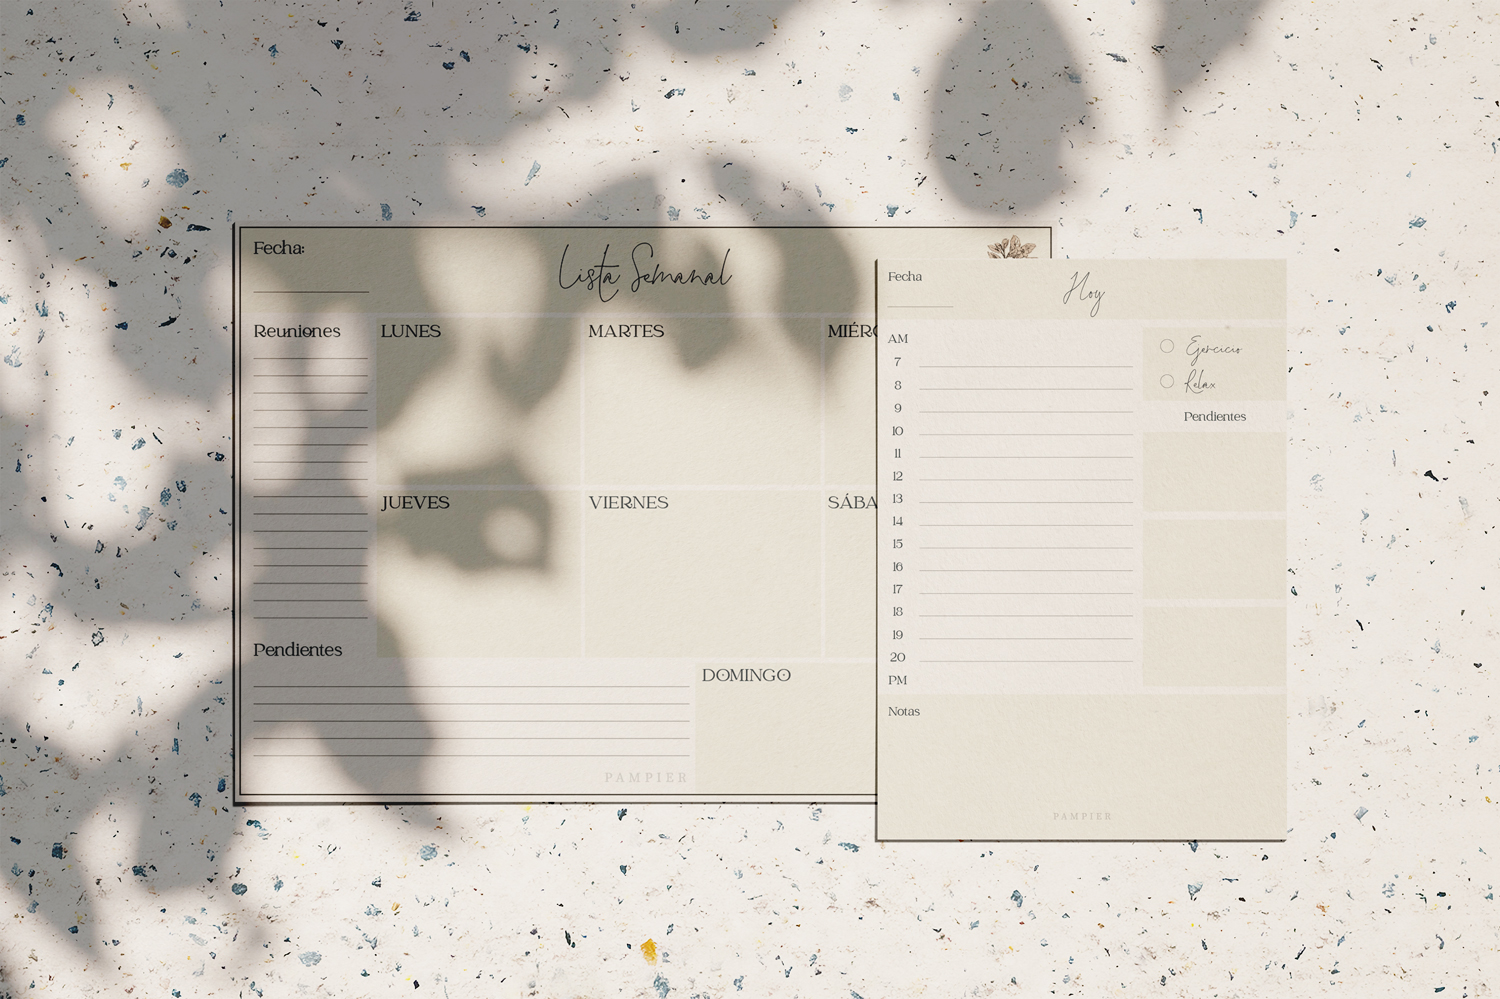 Fecha:
Lista Semanal
Reuniones
LUNES
MARTES
MIÉRC
JUEVES
VIERNES
SÁBA
Pendientes
DOMINGO
PAMPIER
Fecha
Hoy
AM
7
8
9
10
11
12
13
14
15
16
17
18
19
20
PM
Ejercicio
Relax
Pendientes
Notas
PAMPIER